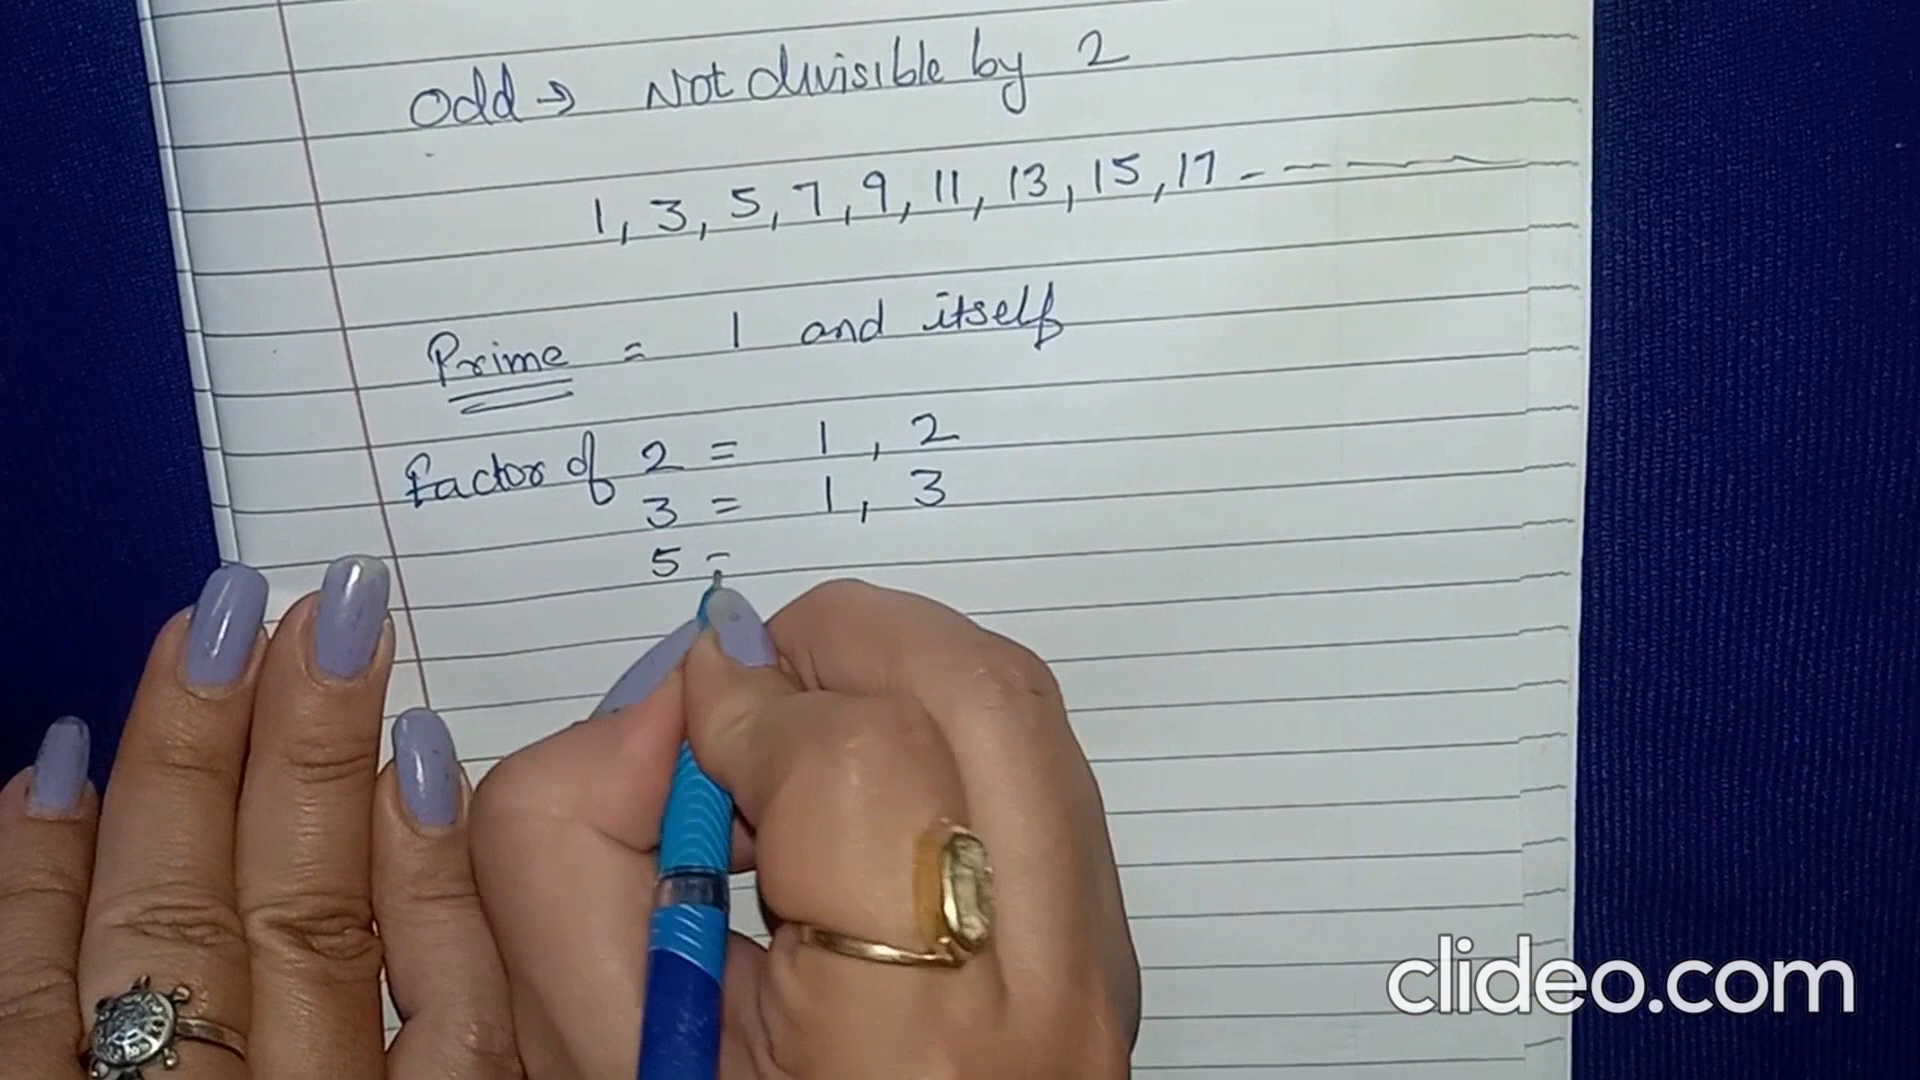 Odd → Not divisible by 2
1, 3, 5, 7, 9, 11, 13, 15, 17 - - - -
Prime = 1 and itself
Factor of 2 = 1, 2
3 = 1, 3
5 =
clideo.com